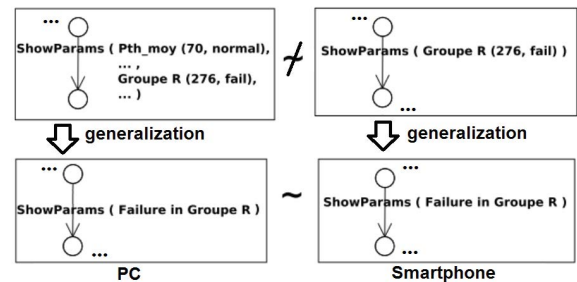 ...
...
ShowParams ( Pth_moy (70, normal),
... ,
Groupe R (276, fail),
... )
≁
ShowParams ( Groupe R (276, fail) )
...
generalization
generalization
...
...
ShowParams ( Failure in Groupe R )
~
ShowParams ( Failure in Groupe R )
...
...
PC
Smartphone